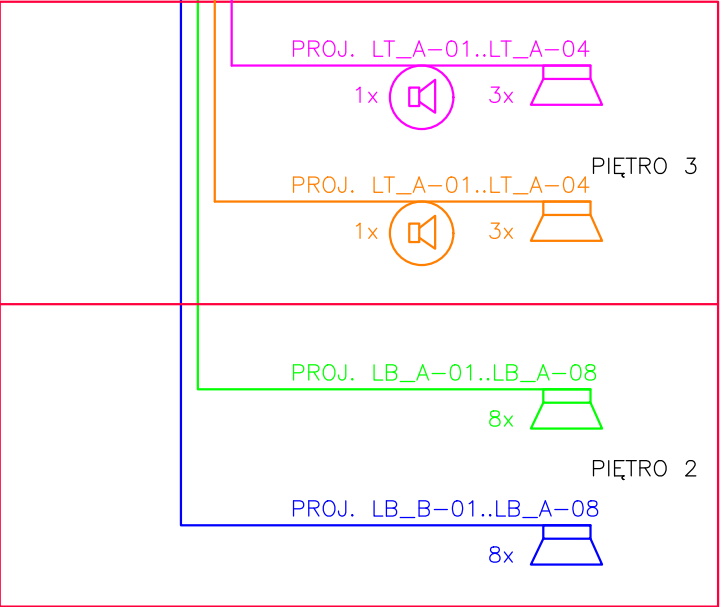 PROJ. LT_A-01..LT_A-04
1x 3x
PIĘTRO 3
PROJ. LT_A-01..LT_A-04
1x 3x
PROJ. LB_A-01..LB_A-08
8x
PIĘTRO 2
PROJ. LB_B-01..LB_A-08
8x